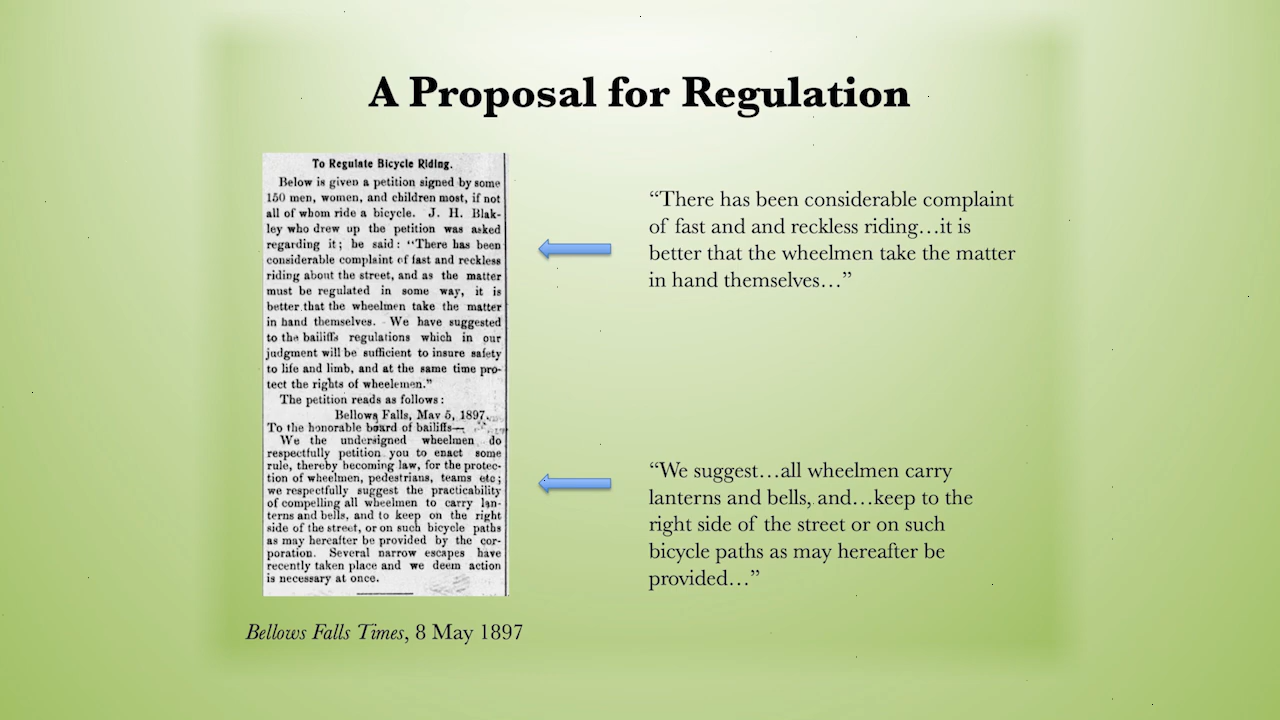 A Proposal for Regulation
To Regulate Bicycle Riding.
Below is given a petition signed by some
150 men, women, and children most, if not
all of whom ride a bicycle. J. H. Blak-
ley who drew up the petition was asked
regarding it; he said: "There has been
considerable complaint of fast and reckless
riding about the street, and as the matter
must be regulated in some way, it is
better that the wheelmen take the matter
in hand themselves. We have suggested
to the bailiffs regulations which in our
judgment will be sufficient to insure safety
to life and limb, and at the same time pro-
tect the rights of wheelemen."
The petition reads as follows:
Bellows Falls, May 5, 1897.
To the honorable board of bailiffs—
We the undersigned wheelmen do
respectfully petition you to enact some
rule, thereby becoming law, for the protec-
tion of wheelmen, pedestrians, teams etc;
we respectfully suggest the practicability
of compelling all wheelmen to carry lan-
terns and bells, and to keep on the right
side of the street, or on such bicycle paths
as may hereafter be provided by the cor-
poration. Several narrow escapes have
recently taken place and we deem action
is necessary at once.
Bellows Falls Times, 8 May 1897
“There has been considerable complaint
of fast and and reckless riding…it is
better that the wheelmen take the matter
in hand themselves…”
“We suggest…all wheelmen carry
lanterns and bells, and…keep to the
right side of the street or on such
bicycle paths as may hereafter be
provided…”